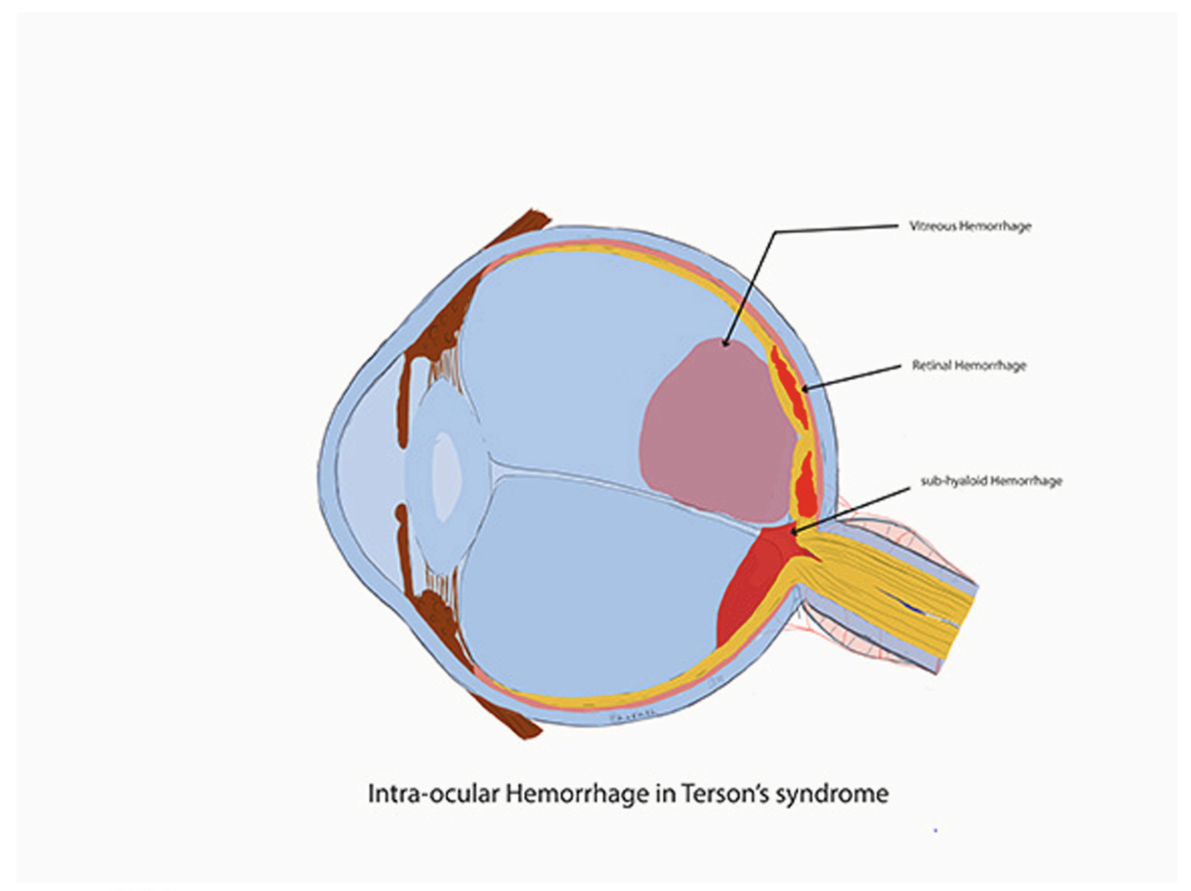 Vitreous Hemorrhage
Retinal Hemorrhage
sub-hyaloid Hemorrhage
Intra-ocular Hemorrhage in Terson's syndrome